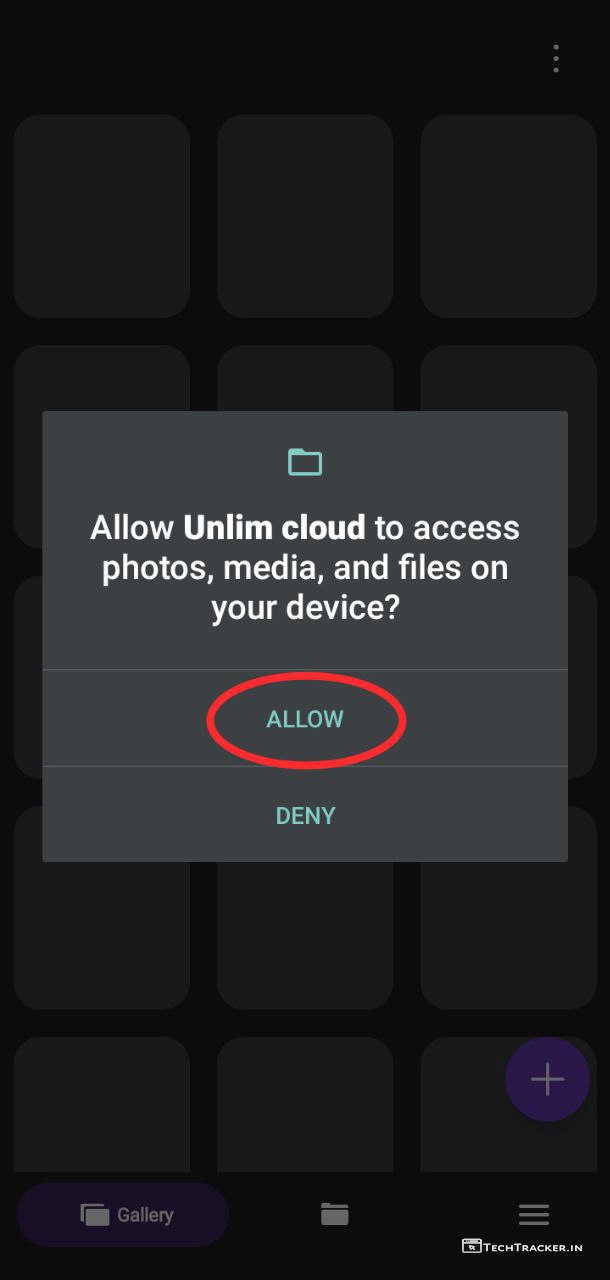 Allow Unlim cloud to access
photos, media, and files on
your device?
ALLOW
DENY
Gallery
TECHTRACKER.IN